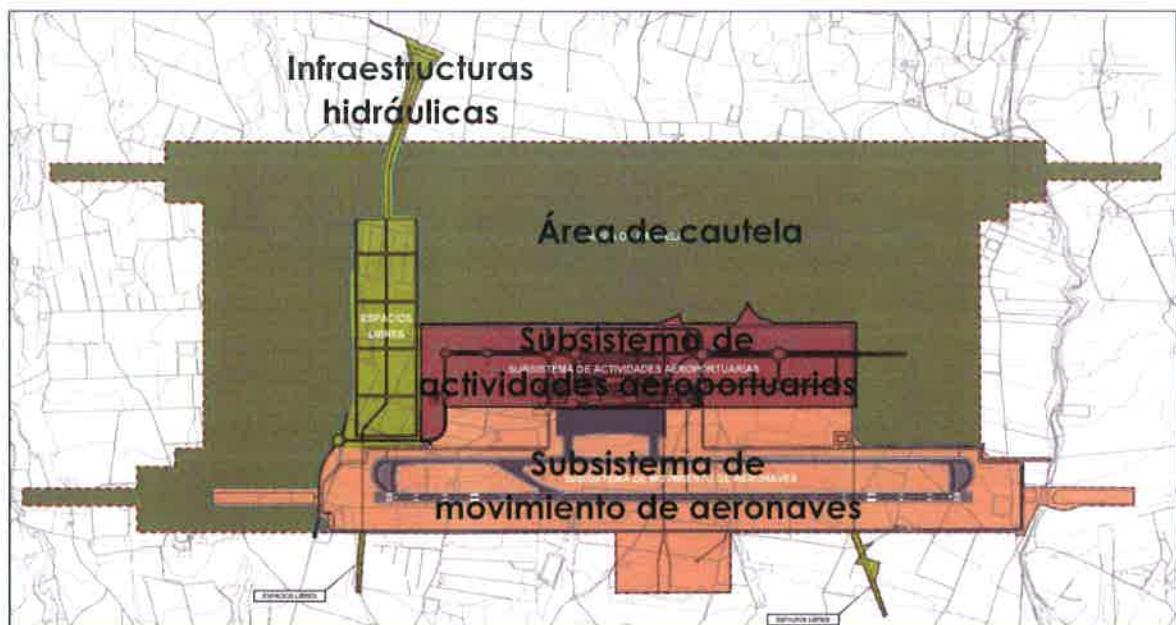 Infraestructuras
hidráulicas
Área de cautela
ESPACIOS
LIBRES
Subsistema de
SUBSISTEMA DE ACTIVIDADES AEROPORTUARIAS
actividades aeroportuarias
Subsistema de
SUBSISTEMA DE MOVIMIENTO DE AERONAVES
movimiento de aeronaves
ESPACIOS LIBRES
ESPACIOS LIBRES